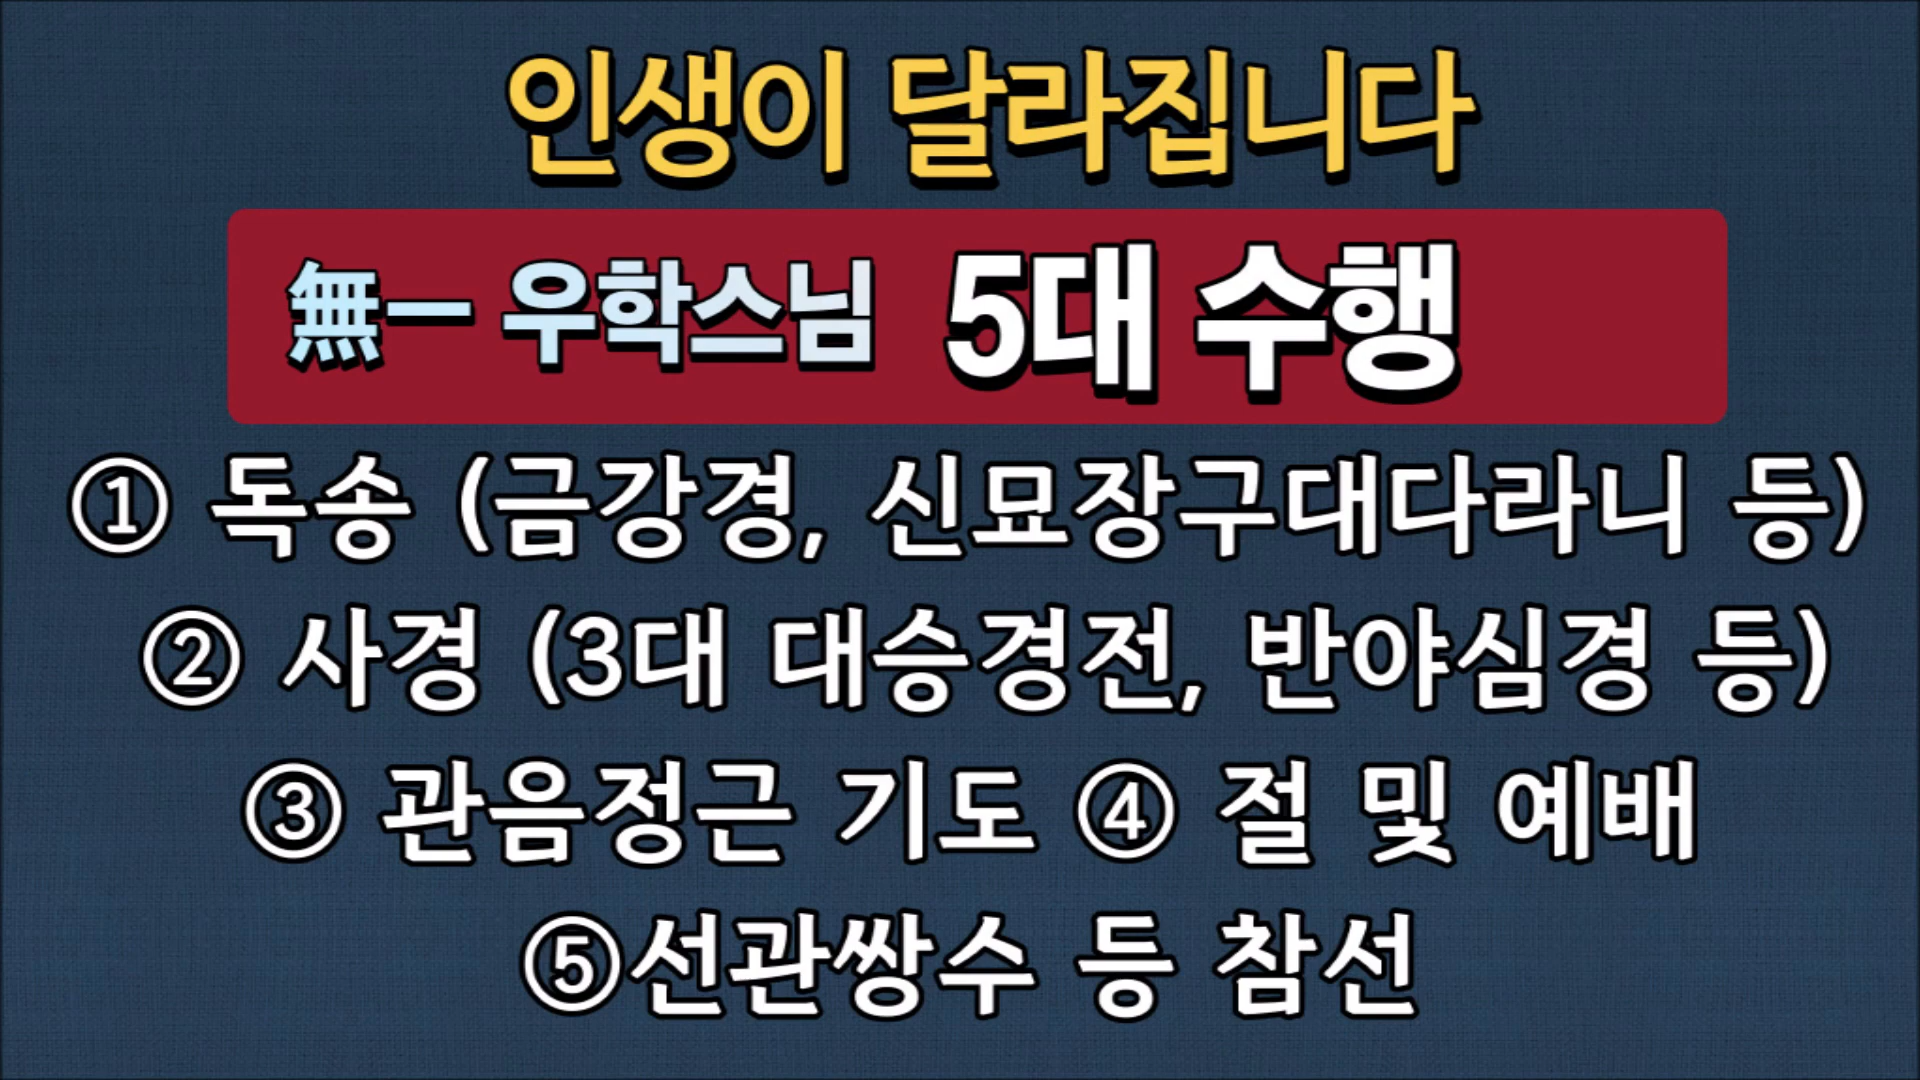 인생이 달라집니다
無一 우학스님 5대 수행
① 독송 (금강경, 신묘장구대다라니 등)
② 사경 (3대 대승경전, 반야심경 등)
③ 관음정근 기도 ④ 절 및 예배
⑤선관쌍수 등 참선